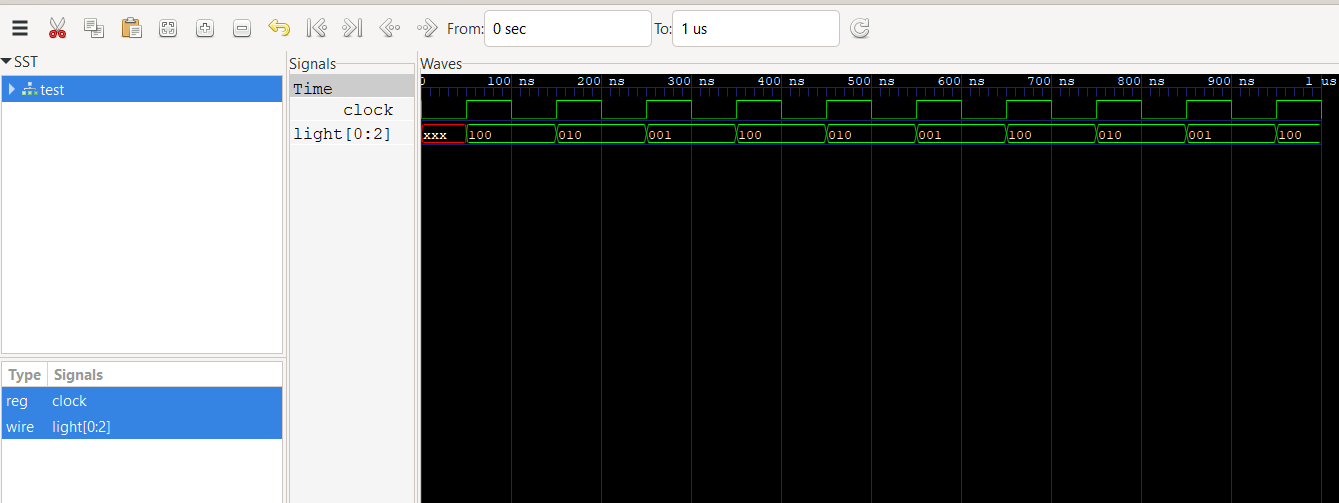 From: 0 sec To: 1 us
SST
test
Type Signals
reg clock
wire light[0:2]
Signals
Time
clock
light[0:2]
Waves
0 100 ns 200 ns 300 ns 400 ns 500 ns 600 ns 700 ns 800 ns 900 ns 1 us
xxx 100 010 001 100 010 001 100 010 001 100